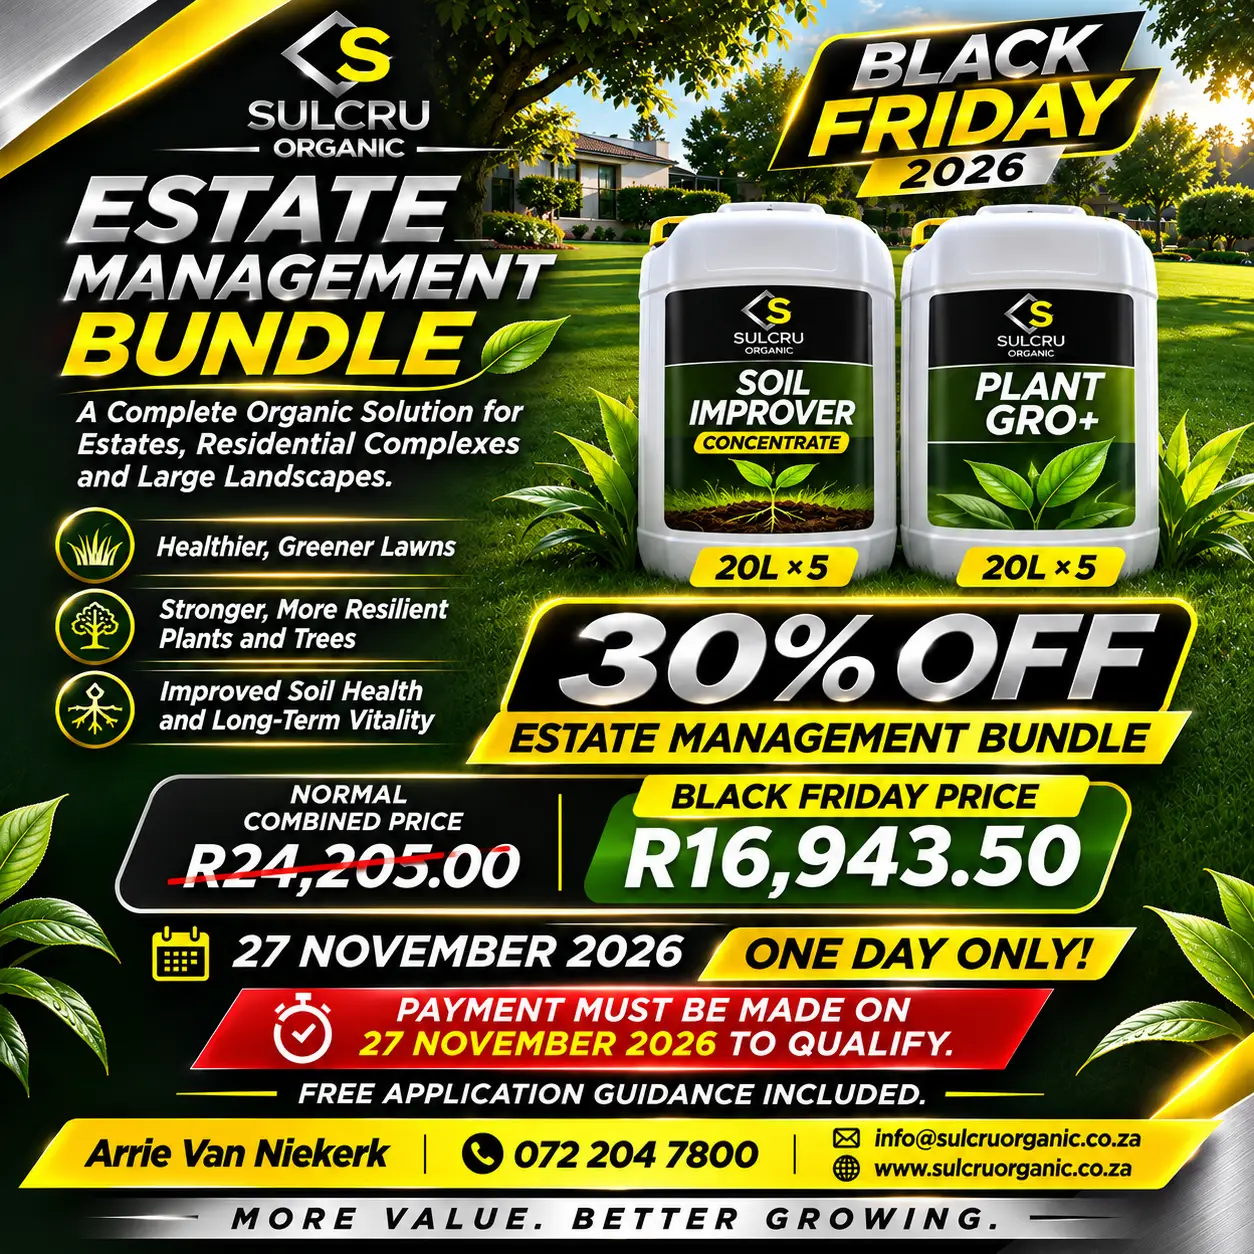 SULCRU
ORGANIC
BLACK
FRIDAY
2026
ESTATE
MANAGEMENT
BUNDLE
A Complete Organic Solution for
Estates, Residential Complexes
and Large Landscapes.
Healthier, Greener Lawns
Stronger, More Resilient
Plants and Trees
Improved Soil Health
and Long-Term Vitality
SULCRU
ORGANIC
SOIL
IMPROVER
CONCENTRATE
20L × 5
SULCRU
ORGANIC
PLANT
GRO+
20L × 5
30% OFF
ESTATE MANAGEMENT BUNDLE
NORMAL
COMBINED PRICE
R24,205.00
BLACK FRIDAY PRICE
R16,943.50
27 NOVEMBER 2026
ONE DAY ONLY!
PAYMENT MUST BE MADE ON
27 NOVEMBER 2026 TO QUALIFY.
FREE APPLICATION GUIDANCE INCLUDED.
Arrie Van Niekerk
072 204 7800
info@sulcruorganic.co.za
www.sulcruorganic.co.za
MORE VALUE. BETTER GROWING.